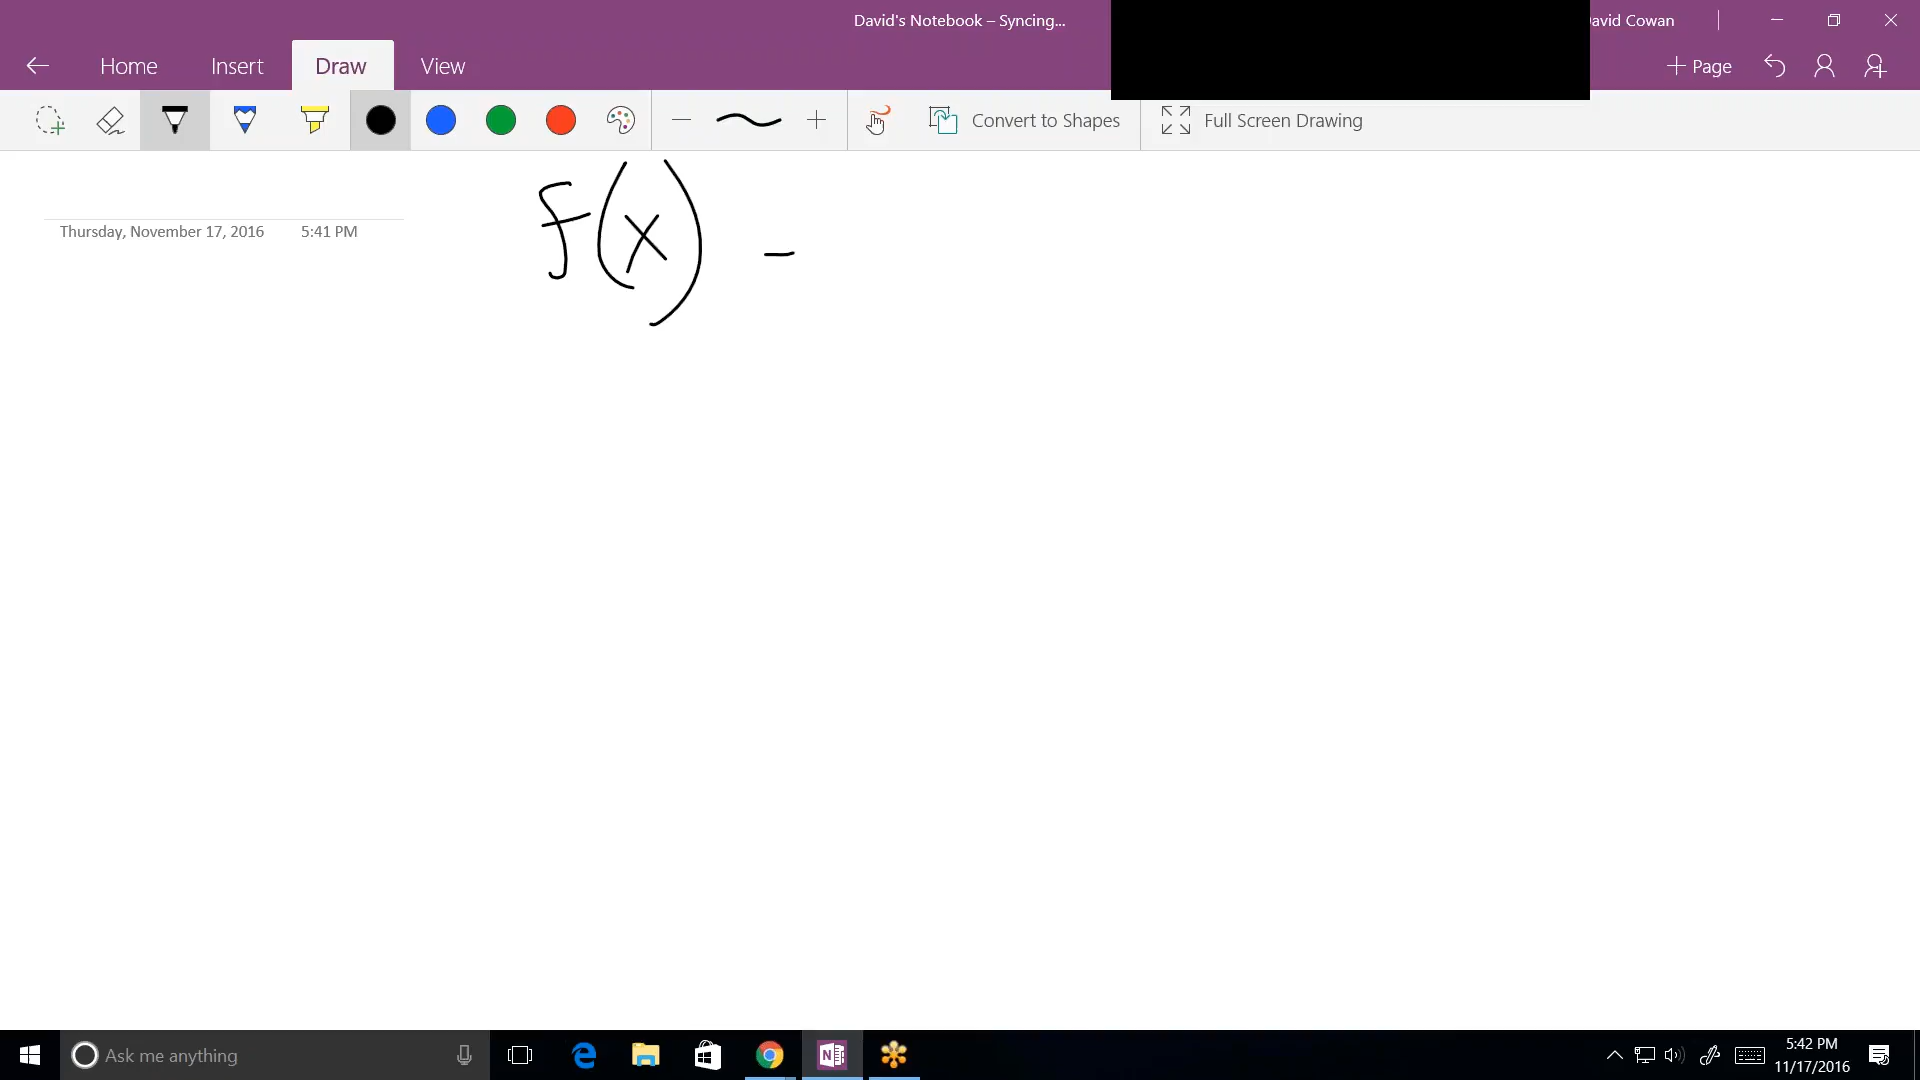 David's Notebook – Syncing...
avid Cowan
Home Insert Draw View
Page
Convert to Shapes
Full Screen Drawing
f(x) –
Thursday, November 17, 2016 5:41 PM
Ask me anything
5:42 PM
11/17/2016